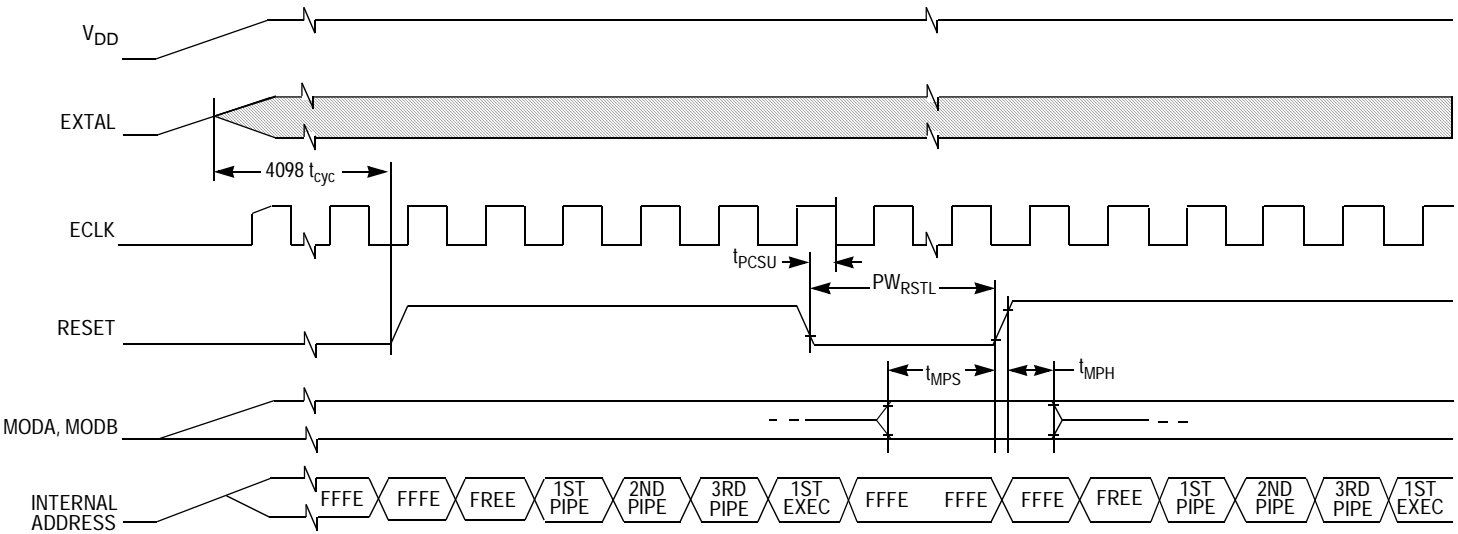 VDD
EXTAL
4098 tcyc
ECLK
tPCSU
PWRSTL
RESET
tMPS
tMPH
MODA, MODB
INTERNAL
ADDRESS
FFFE FFFE FREE 1ST PIPE 2ND PIPE 3RD PIPE 1ST EXEC FFFE FFFE FFFE FREE 1ST PIPE 2ND PIPE 3RD PIPE 1ST EXEC